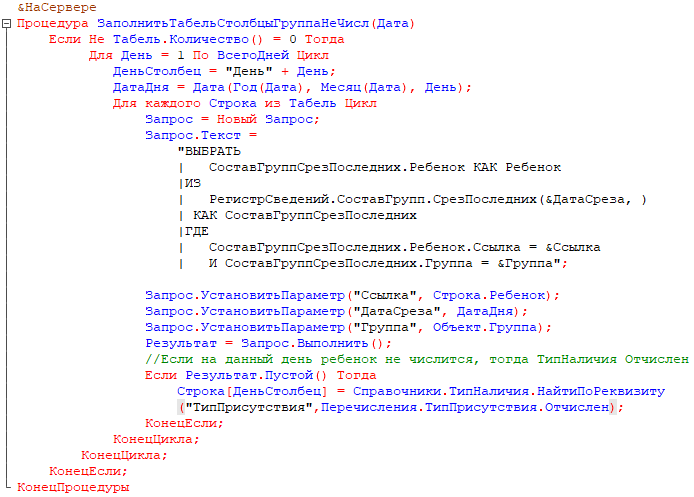 &НаСервере
Процедура ЗаполнитьТабельСтолбцыГруппаНеЧисл(Дата)
Если Не Табель.Количество() = 0 Тогда
Для День = 1 По ВсегоДней Цикл
ДеньСтолбец = "День" + День;
ДатаДня = Дата(Год(Дата), Месяц(Дата), День);
Для каждого Строка из Табель Цикл
Запрос = Новый Запрос;
Запрос.Текст =
"ВЫБРАТЬ
| СоставГруппСрезПоследних.Ребенок КАК Ребенок
|ИЗ
| РегистрСведений.СоставГрупп.СрезПоследних(&ДатаСреза, )
| КАК СоставГруппСрезПоследних
|ГДЕ
| СоставГруппСрезПоследних.Ребенок.Ссылка = &Ссылка
| И СоставГруппСрезПоследних.Группа = &Группа";
Запрос.УстановитьПараметр("Ссылка", Строка.Ребенок);
Запрос.УстановитьПараметр("ДатаСреза", ДатаДня);
Запрос.УстановитьПараметр("Группа", Объект.Группа);
Результат = Запрос.Выполнить();
//Если на данный день ребенок не числится, тогда ТипНаличия Отчислен
Если Результат.Пустой() Тогда
Строка[ДеньСтолбец] = Справочники.ТипНаличия.НайтиПоРеквизиту
("ТипПрисутствия",Перечисления.ТипПрисутствия.Отчислен);
КонецЕсли;
КонецЦикла;
КонецЦикла;
КонецЕсли;
КонецПроцедуры